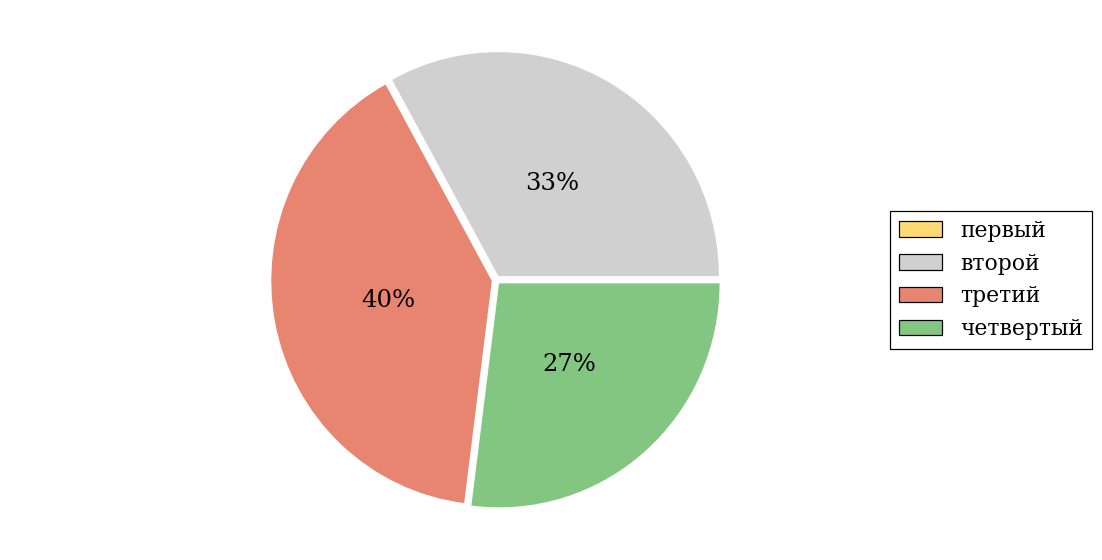 33%
40%
27%
первый
второй
третий
четвертый